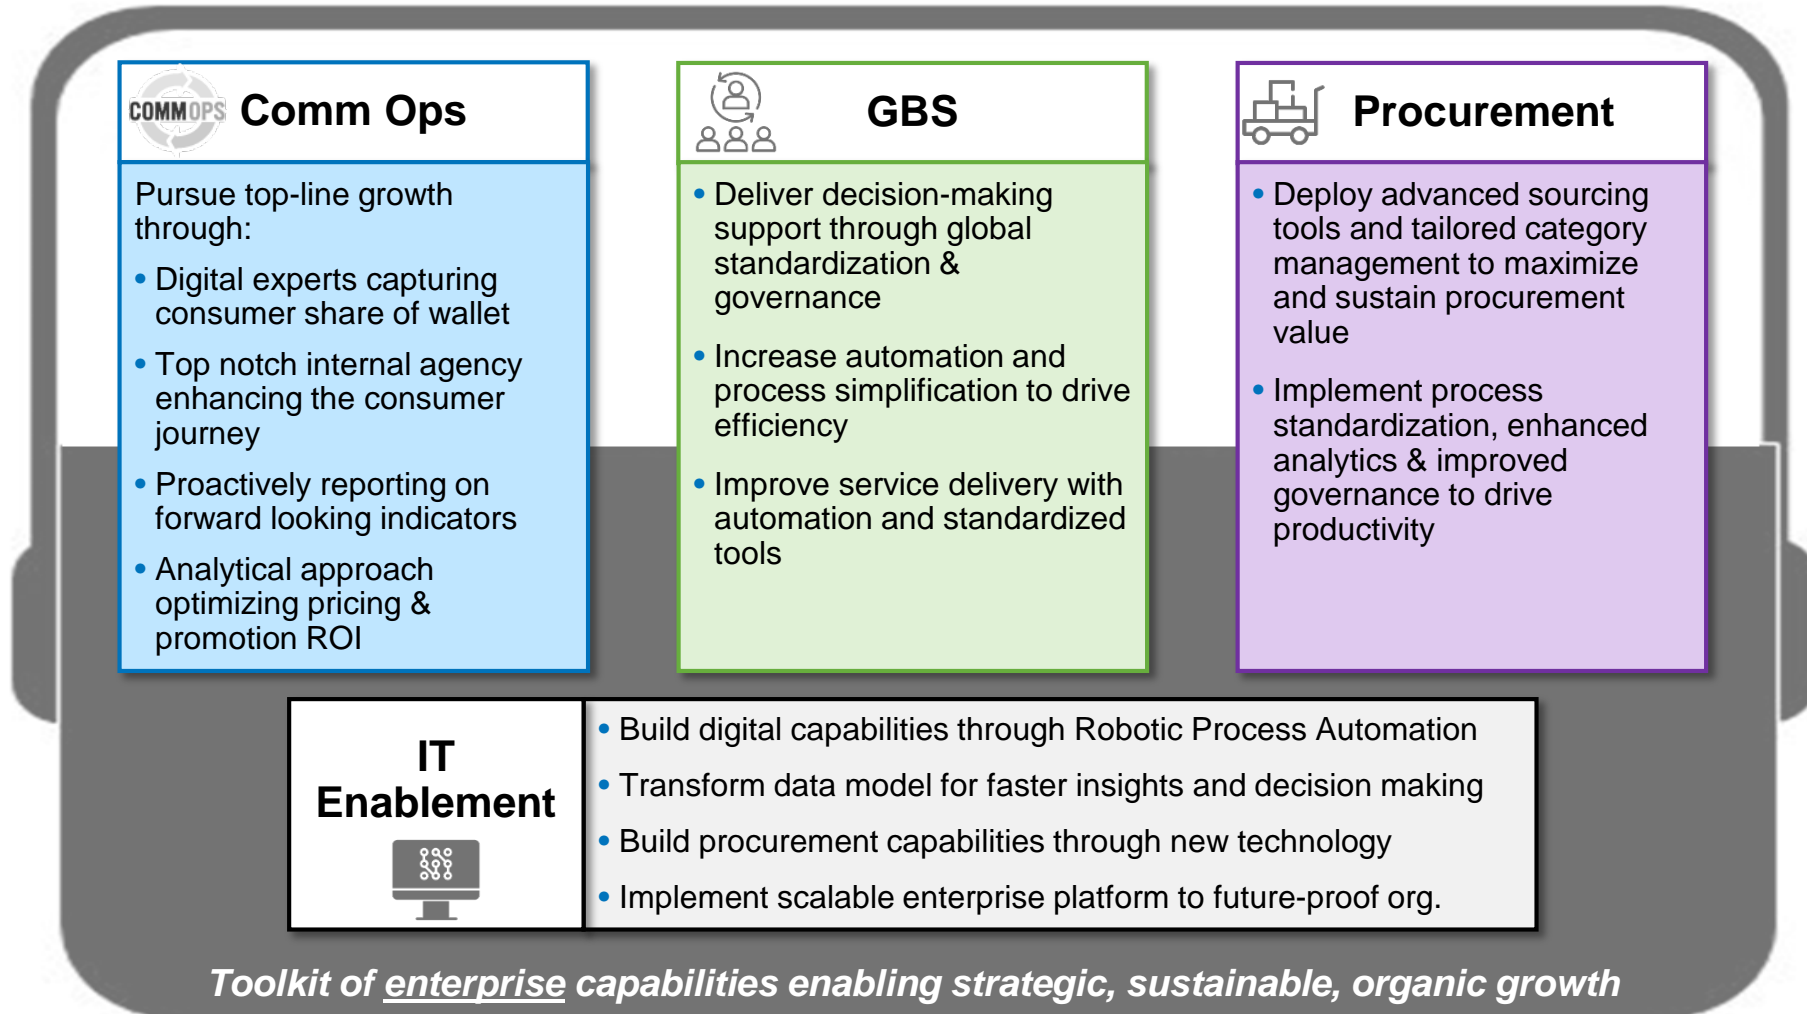 COMMOPS
Comm Ops
Pursue top-line growth
through:
• Digital experts capturing
consumer share of wallet
• Top notch internal agency
enhancing the consumer
journey
• Proactively reporting on
forward looking indicators
• Analytical approach
optimizing pricing &
promotion ROI
GBS
• Deliver decision-making
support through global
standardization &
governance
• Increase automation and
process simplification to drive
efficiency
• Improve service delivery with
automation and standardized
tools
Procurement
• Deploy advanced sourcing
tools and tailored category
management to maximize
and sustain procurement
value
• Implement process
standardization, enhanced
analytics & improved
governance to drive
productivity
IT
Enablement
• Build digital capabilities through Robotic Process Automation
• Transform data model for faster insights and decision making
• Build procurement capabilities through new technology
• Implement scalable enterprise platform to future-proof org.
Toolkit of enterprise capabilities enabling strategic, sustainable, organic growth